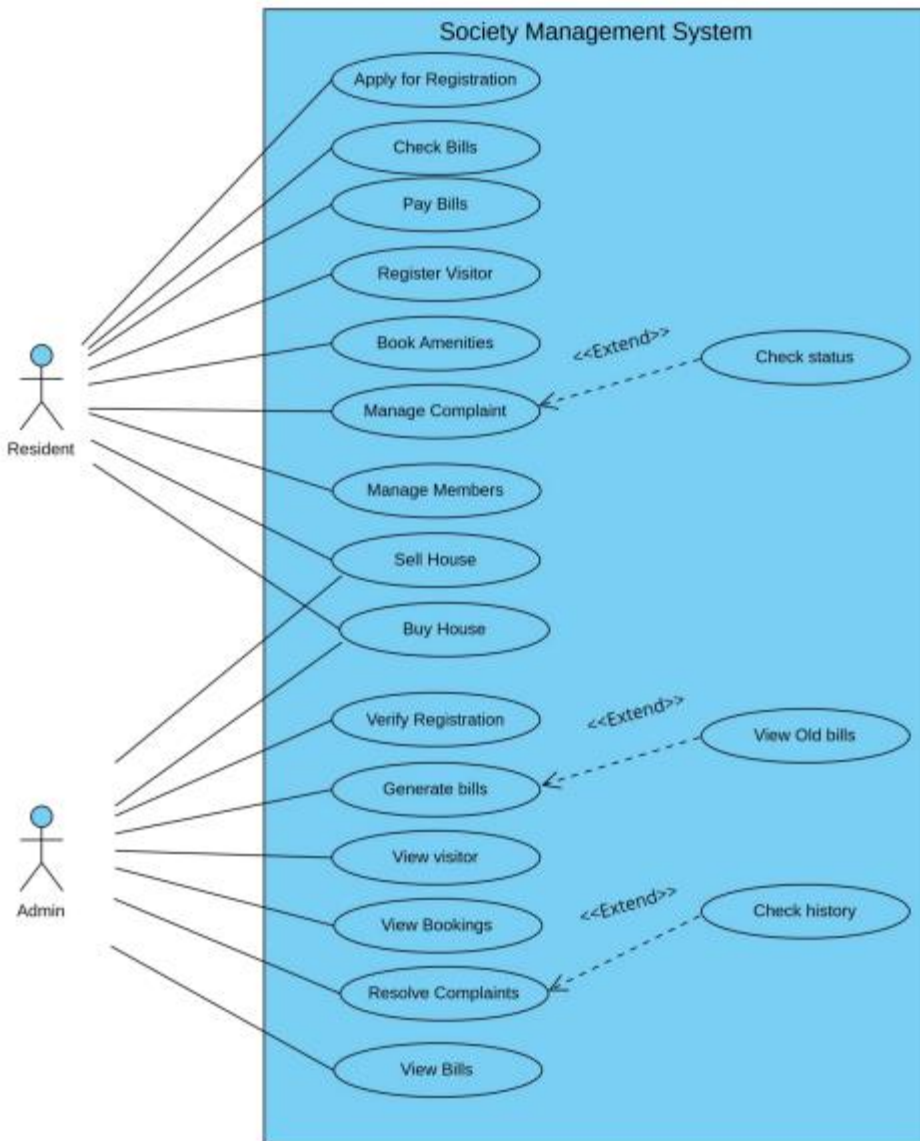 Society Management System
Apply for Registration
Check Bills
Pay Bills
Register Visitor
Book Amenities
<<Extend>>
Check status
Manage Complaint
Resident
Manage Members
Sell House
Buy House
Verify Registration
<<Extend>>
View Old bills
Generate bills
View visitor
Admin
View Bookings
<<Extend>>
Check history
Resolve Complaints
View Bills